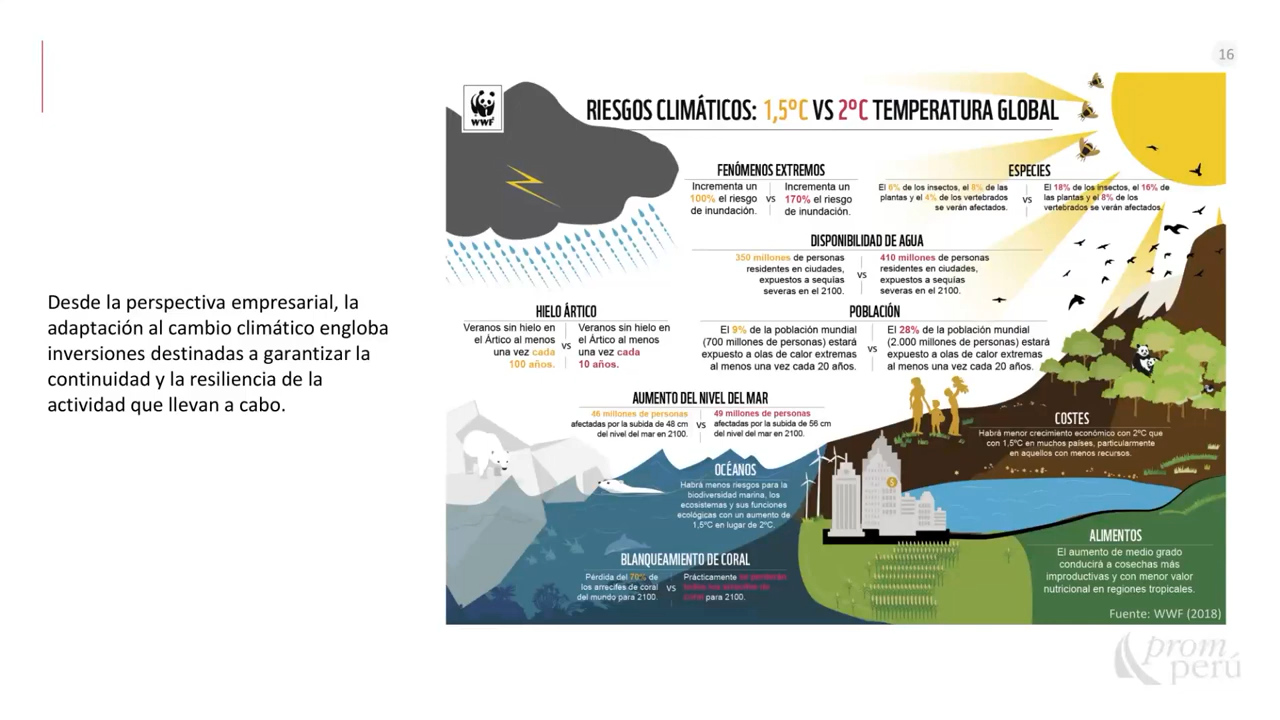 16
Desde la perspectiva empresarial, la
adaptación al cambio climático engloba
inversiones destinadas a garantizar la
continuidad y la resiliencia de la
actividad que llevan a cabo.
WWF
RIESGOS CLIMÁTICOS: 1,5ºC VS 2ºC TEMPERATURA GLOBAL
FENÓMENOS EXTREMOS
Incrementa un
100% el riesgo
de inundación.
vs
Incrementa un
170% el riesgo
de inundación.
ESPECIES
El 6% de los insectos, el 8% de las
plantas y el 4% de los vertebrados
se verán afectados.
vs
El 18% de los insectos, el 16% de
las plantas y el 8% de los
vertebrados se verán afectados.
DISPONIBILIDAD DE AGUA
350 millones de personas
residentes en ciudades,
expuestos a sequías
severas en el 2100.
vs
410 millones de personas
residentes en ciudades,
expuestos a sequías
severas en el 2100.
HIELO ÁRTICO
Veranos sin hielo en
el Ártico al menos
una vez cada
100 años.
vs
Veranos sin hielo en
el Ártico al menos
una vez cada
10 años.
POBLACIÓN
El 9% de la población mundial
(700 millones de personas) estará
expuesto a olas de calor extremas
al menos una vez cada 20 años.
vs
El 28% de la población mundial
(2.000 millones de personas) estará
expuesto a olas de calor extremas
al menos una vez cada 20 años.
AUMENTO DEL NIVEL DEL MAR
46 millones de personas
afectadas por la subida de 48 cm
del nivel del mar en 2100.
vs
49 millones de personas
afectadas por la subida de 56 cm
del nivel del mar en 2100.
COSTES
Habrá menor crecimiento económico con 2ºC que
con 1,5ºC en muchos países, particularmente
en aquellos con menos recursos.
OCÉANOS
Habrá menos riesgos para la
biodiversidad marina, los
ecosistemas y sus funciones
ecológicas con un aumento de
1,5ºC en lugar de 2ºC.
$
BLANQUEAMIENTO DE CORAL
Pérdida del 70% de
los arrecifes de coral
del mundo para 2100.
vs
Prácticamente
para 2100.
ALIMENTOS
El aumento de medio grado
conducirá a cosechas más
improductivas y con menor valor
nutricional en regiones tropicales.
Fuente: WWF (2018)
prom
perú